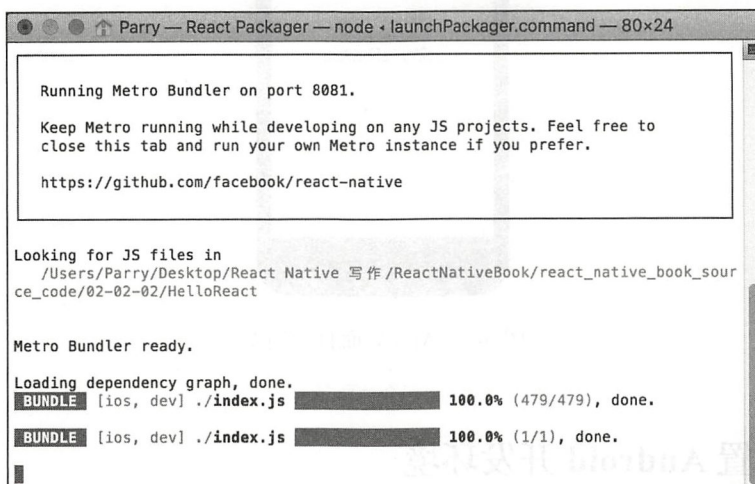 Parry — React Packager — node ◂ launchPackager.command — 80×24
Running Metro Bundler on port 8081.
Keep Metro running while developing on any JS projects. Feel free to
close this tab and run your own Metro instance if you prefer.
https://github.com/facebook/react-native
Looking for JS files in
/Users/Parry/Desktop/React Native 写作/ReactNativeBook/react_native_book_sour
ce_code/02-02-02/HelloReact
Metro Bundler ready.
Loading dependency graph, done.
BUNDLE [ios, dev] ./index.js 100.0% (479/479), done.
BUNDLE [ios, dev] ./index.js 100.0% (1/1), done.